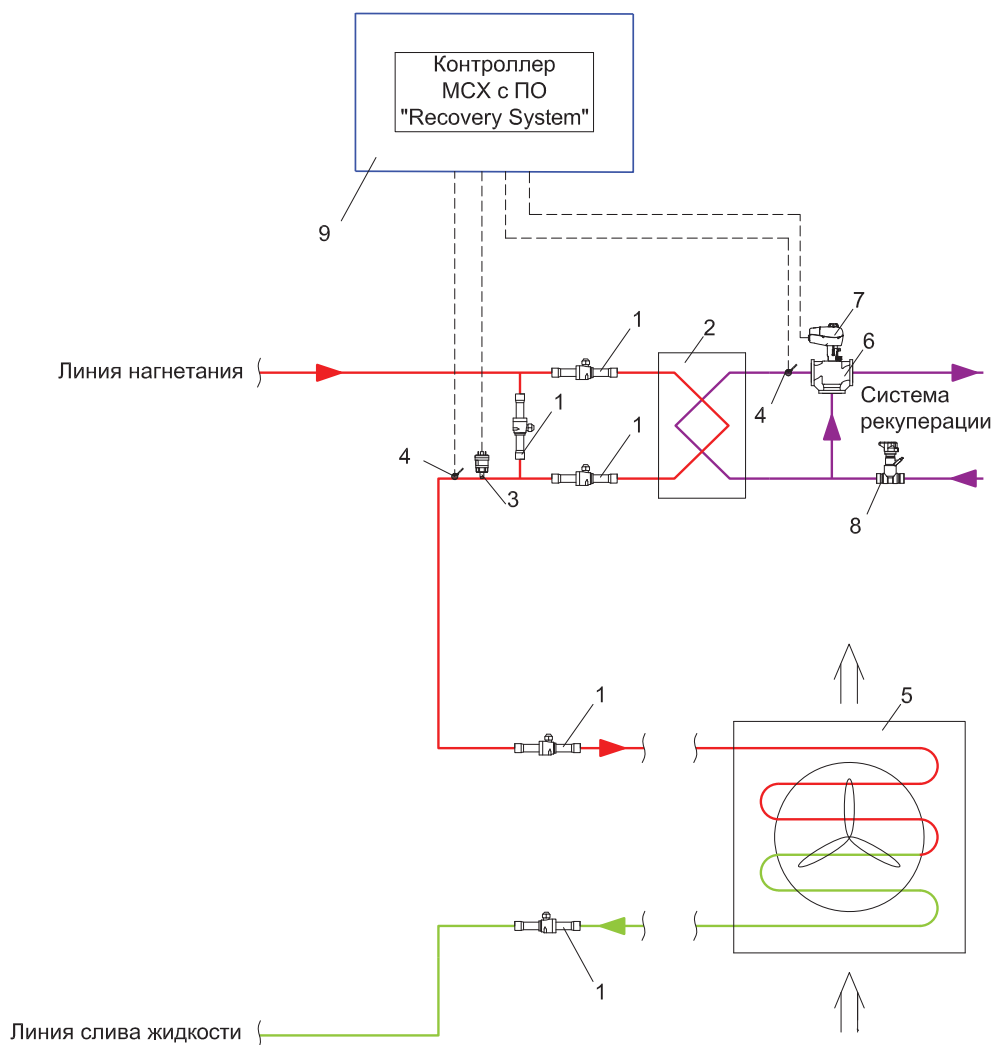 Контроллер
МСХ с ПО
"Recovery System"
9
7
1
2
6
Линия нагнетания
1
1
4
Система
рекуперации
4
3
8
1
5
1
Линия слива жидкости